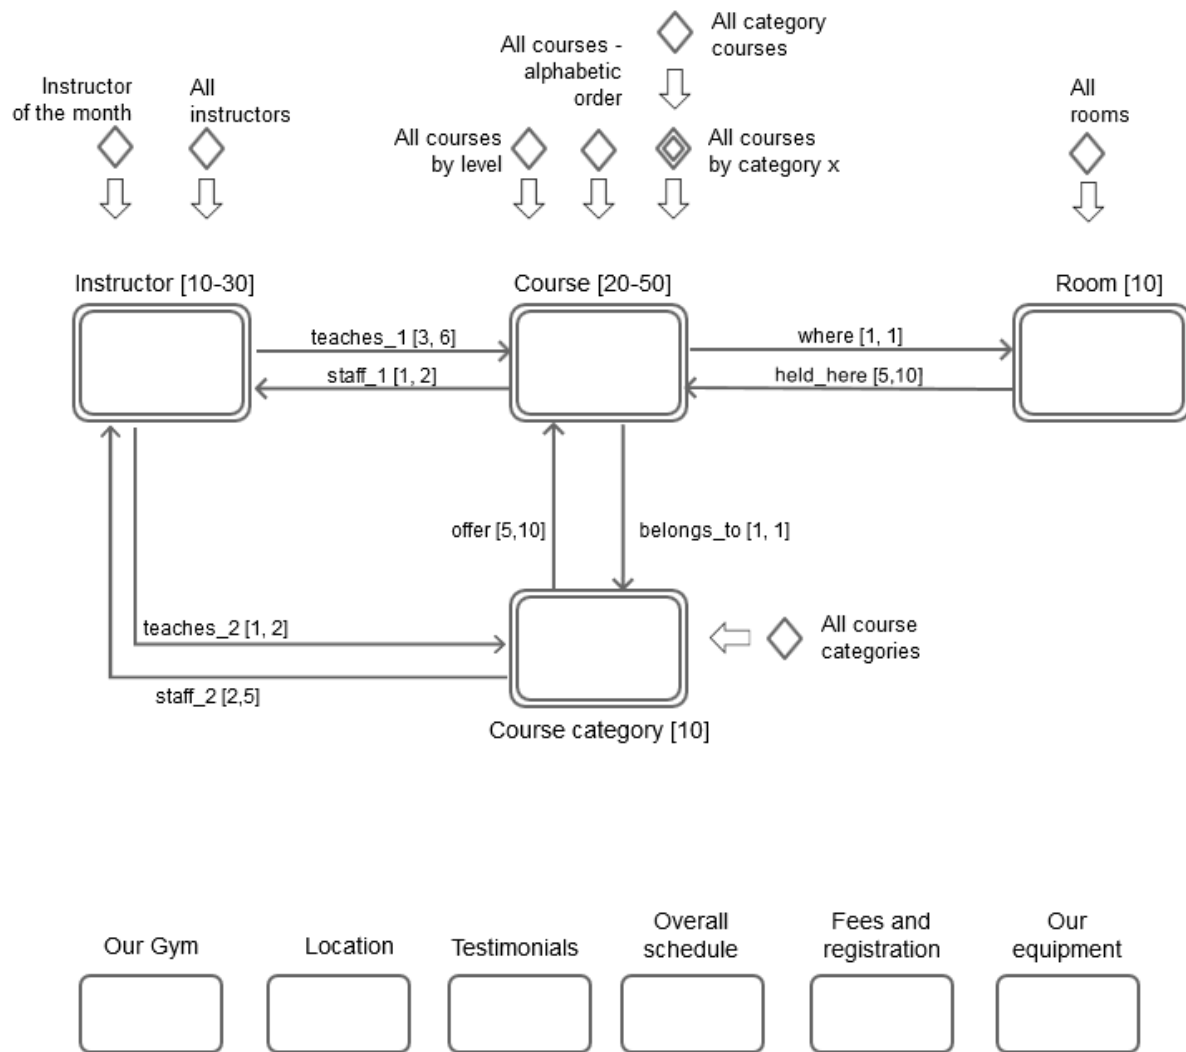 All category
courses
All courses -
alphabetic
order
Instructor
of the month
All
instructors
All courses
by level
All courses
by category x
All
rooms
Instructor [10-30]
Course [20-50]
Room [10]
teaches_1 [3, 6]
staff_1 [1, 2]
where [1, 1]
held_here [5,10]
offer [5,10]
belongs_to [1, 1]
teaches_2 [1, 2]
staff_2 [2,5]
All course
categories
Course category [10]
Our Gym
Location
Testimonials
Overall
schedule
Fees and
registration
Our
equipment